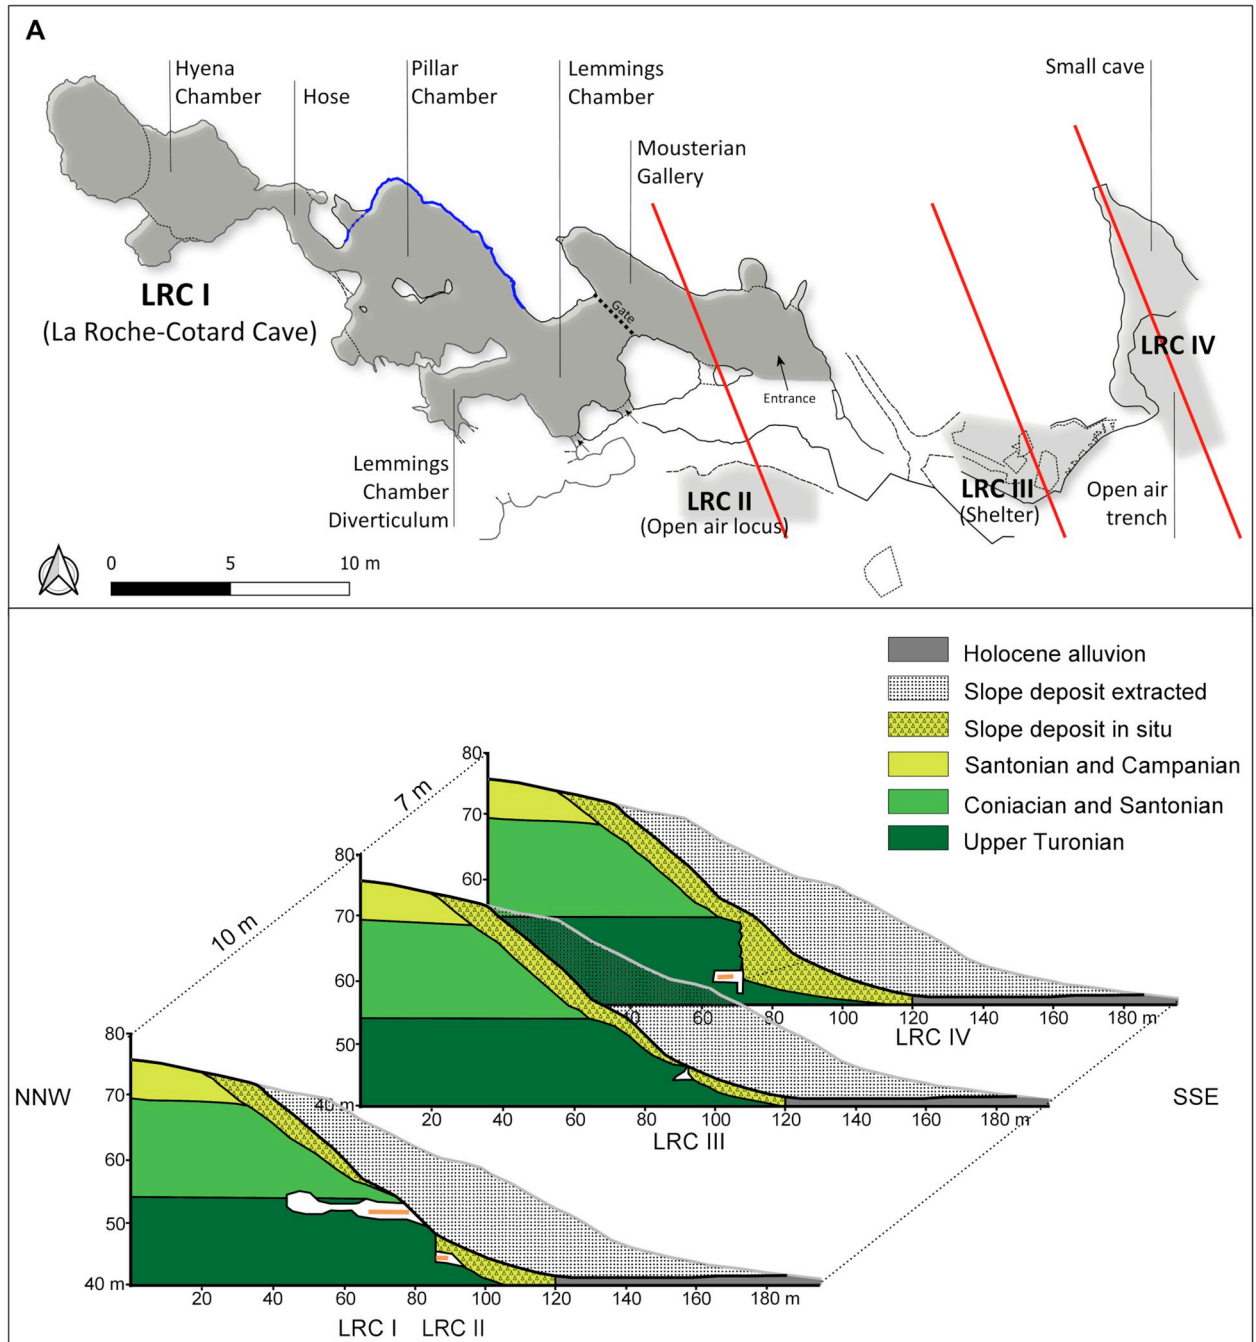 A
Hyena
Chamber
Hose
Pillar
Chamber
Lemmings
Chamber
Mousterian
Gallery
Small cave
LRC I
(La Roche-Cotard Cave)
Gate
Entrance
LRC IV
Lemmings
Chamber
Diverticulum
LRC II
(Open air locus)
LRC III
(Shelter)
Open air
trench
0 5 10 m
Holocene alluvion
Slope deposit extracted
Slope deposit in situ
Santonian and Campanian
Coniacian and Santonian
Upper Turonian
7 m
10 m
80
70
60
40 60 80 100 120 140 160 180 m
LRC IV
80
70
60
50
40 m
20 40 60 80 100 120 140 160 180 m
LRC III
NNW
SSE
80
70
60
50
40 m
20 40 60 80 100 120 140 160 180 m
LRC I LRC II